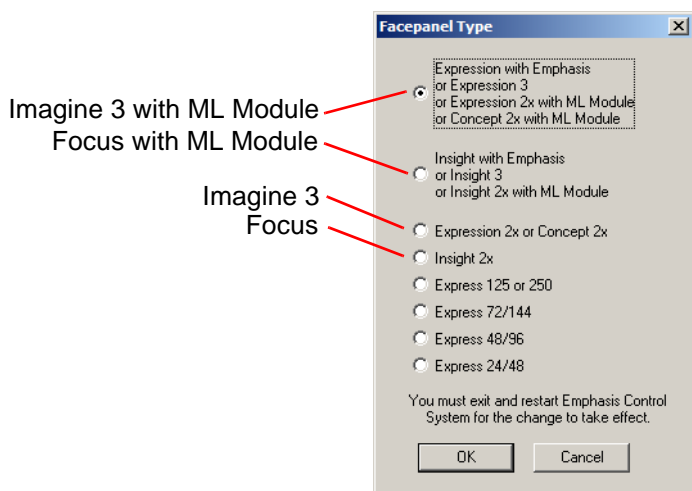 Facepanel Type
Expression with Emphasis
or Expression 3
or Expression 2x with ML Module
or Concept 2x with ML Module
Imagine 3 with ML Module
Focus with ML Module
Insight with Emphasis
or Insight 3
or Insight 2x with ML Module
Imagine 3
Focus
Expression 2x or Concept 2x
Insight 2x
Express 125 or 250
Express 72/144
Express 48/96
Express 24/48
You must exit and restart Emphasis Control
System for the change to take effect.
OK
Cancel